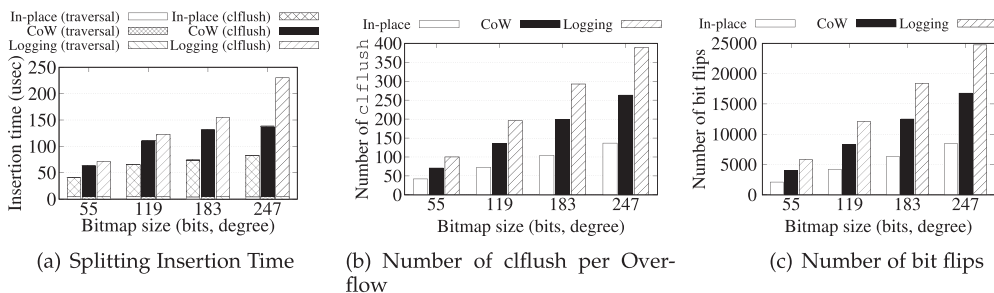 In-place (traversal) In-place (clflush)
CoW (traversal) CoW (clflush)
Logging (traversal) Logging (clflush)
250
200
150
100
50
0
Insertion time (usec)
55 119 183 247
Bitmap size (bits, degree)
(a) Splitting Insertion Time
In-place CoW Logging
400
350
300
250
200
150
100
50
0
Number of clflush
55 119 183 247
Bitmap size (bits, degree)
(b) Number of clflush per Over-
flow
In-place CoW Logging
25000
20000
15000
10000
5000
0
Number of bit flips
55 119 183 247
Bitmap size (bits, degree)
(c) Number of bit flips